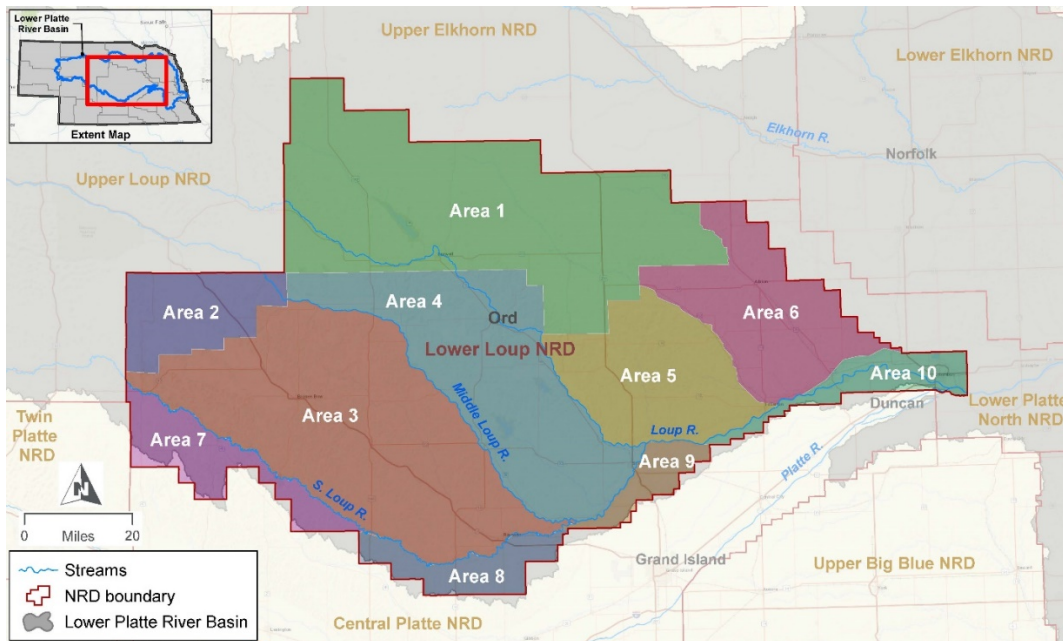 Lower Platte
River Basin
Extent Map
Upper Elkhorn NRD
Lower Elkhorn NRD
Elkhorn R.
Norfolk
Upper Loup NRD
Area 1
Area 2
Area 4
Area 6
Ord
Lower Loup NRD
Area 5
Area 10
Area 3
Middle Loup R.
Duncan
Lower Platte
North NRD
Twin
Platte
NRD
Area 7
Loup R.
Area 9
Platte R.
N
S. Loup R.
0
20
Miles
Grand Island
Area 8
Upper Big Blue NRD
Central Platte NRD
Streams
NRD boundary
Lower Platte River Basin